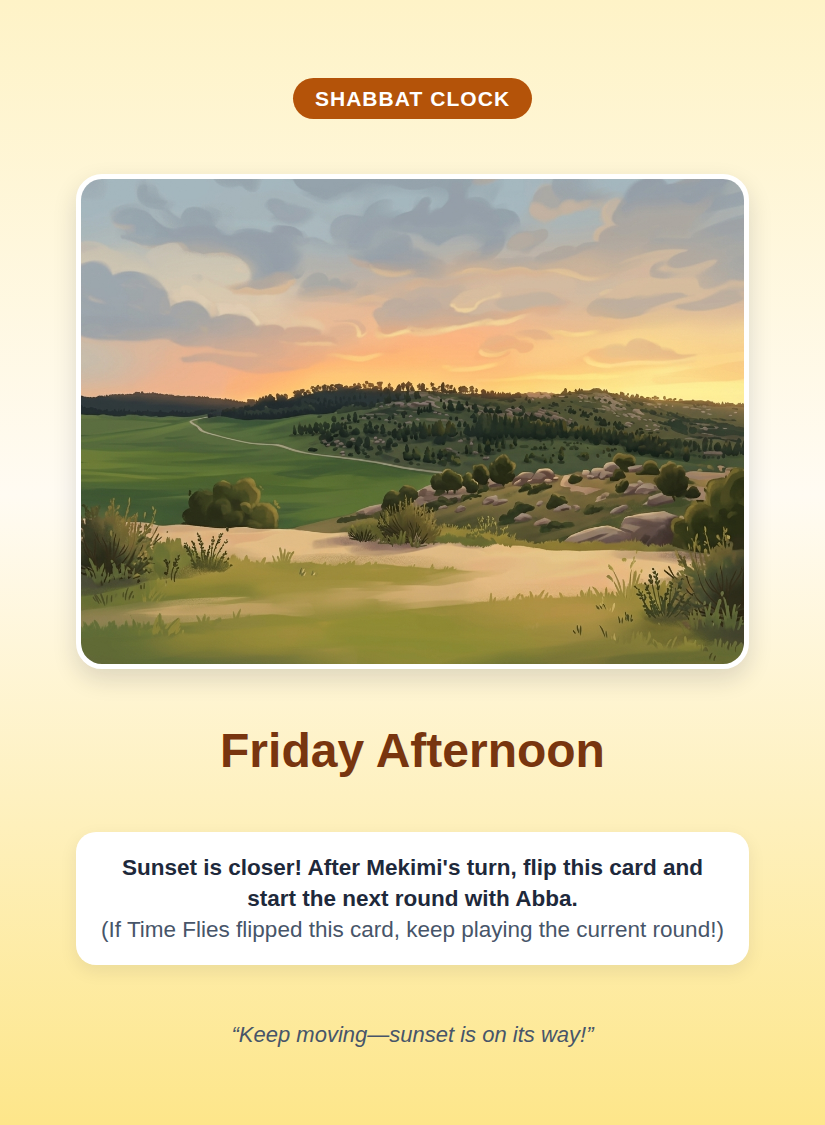 SHABBAT CLOCK
Friday Afternoon
Sunset is closer! After Mekimi's turn, flip this card and
start the next round with Abba.
(If Time Flies flipped this card, keep playing the current round!)
“Keep moving—sunset is on its way!”